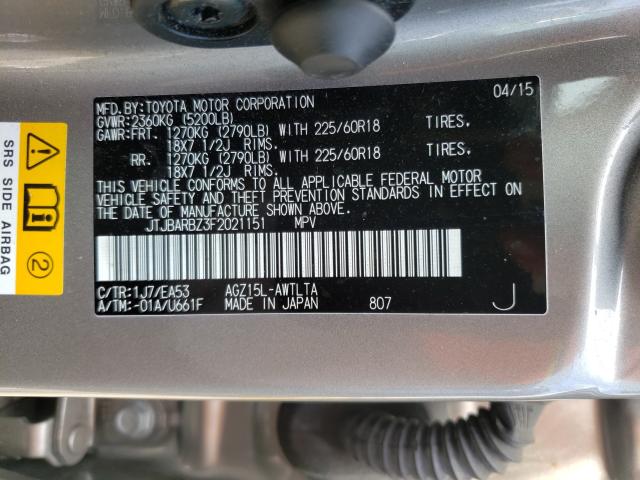 MFD.BY:TOYOTA MOTOR CORPORATION 04/15
GVWR:2360KG (5200LB)
GAWR:FRT. 1270KG (2790LB) WITH 225/60R18 TIRES.
18X7 1/2J RIMS.
RR. 1270KG (2790LB) WITH 225/60R18 TIRES.
18X7 1/2J RIMS.
THIS VEHICLE CONFORMS TO ALL APPLICABLE FEDERAL MOTOR
VEHICLE SAFETY AND THEFT PREVENTION STANDARDS IN EFFECT ON
THE DATE OF MANUFACTURE SHOWN ABOVE.
JTJBARBZ3F2021151 MPV
C/TR:1J7/EA53 AGZ15L-AWTLTA
A/TM:-01A/U661F MADE IN JAPAN 807 J
SRS SIDE AIRBAG
2